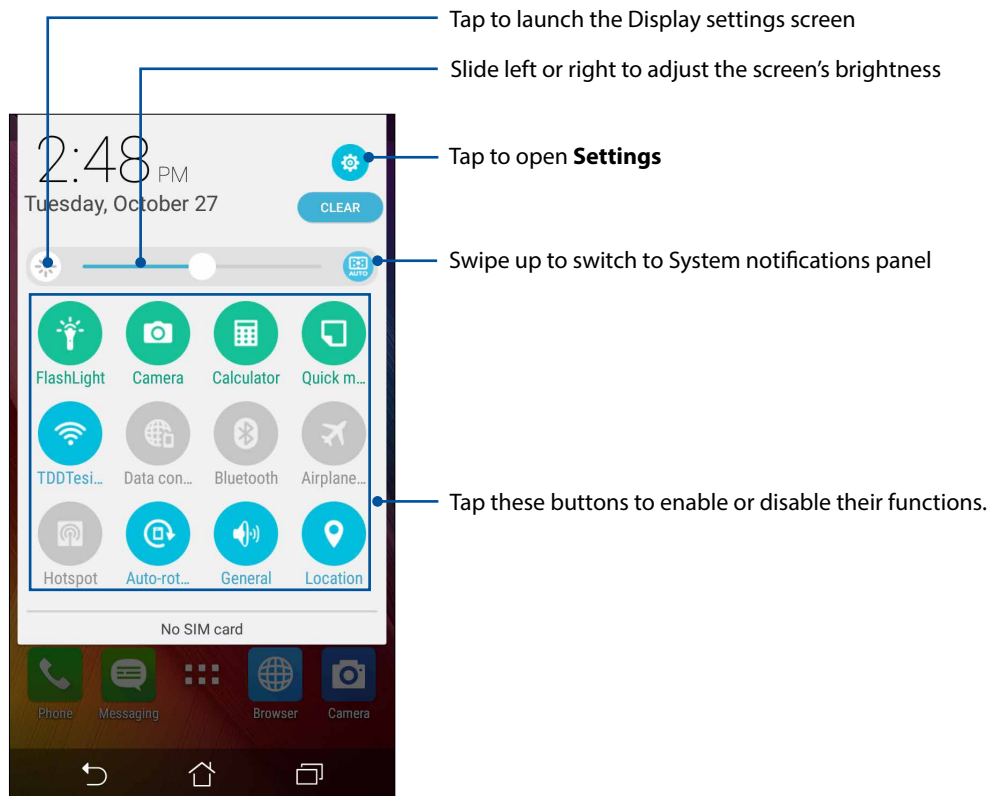 Tap to launch the Display settings screen
Slide left or right to adjust the screen's brightness
2:48 PM
Tap to open Settings
Tuesday, October 27
CLEAR
AUTO
Swipe up to switch to System notifications panel
FlashLight
Camera
Calculator
Quick m...
TDDTesi...
Data con...
Bluetooth
Airplane...
Tap these buttons to enable or disable their functions.
Hotspot
Auto-rot...
General
Location
No SIM card
Phone
Messaging
Browser
Camera